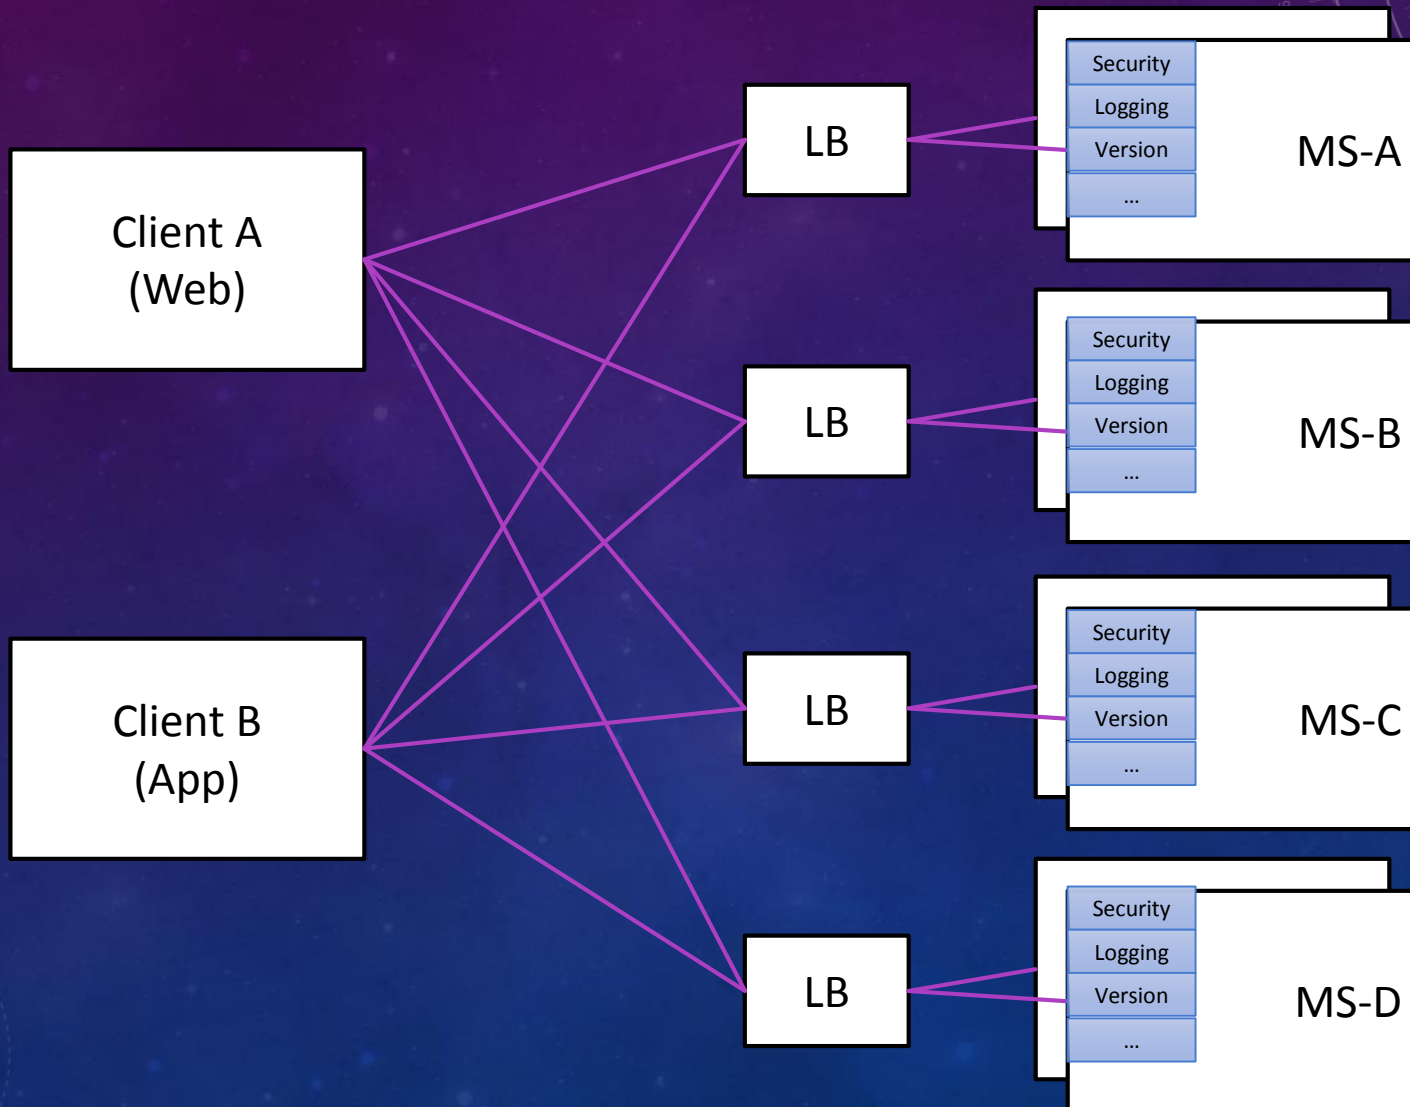 Client A
(Web)
Client B
(App)
LB
LB
LB
LB
Security
Logging
Version
...
MS-A
Security
Logging
Version
...
MS-B
Security
Logging
Version
...
MS-C
Security
Logging
Version
...
MS-D